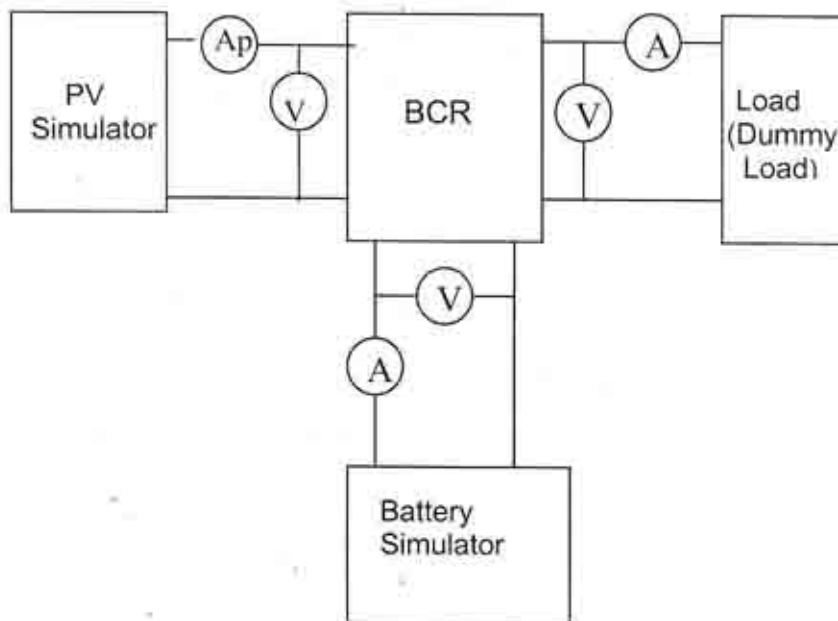 PV
Simulator
Ap
V
BCR
V
A
Load
(Dummy
Load)
V
A
Battery
Simulator